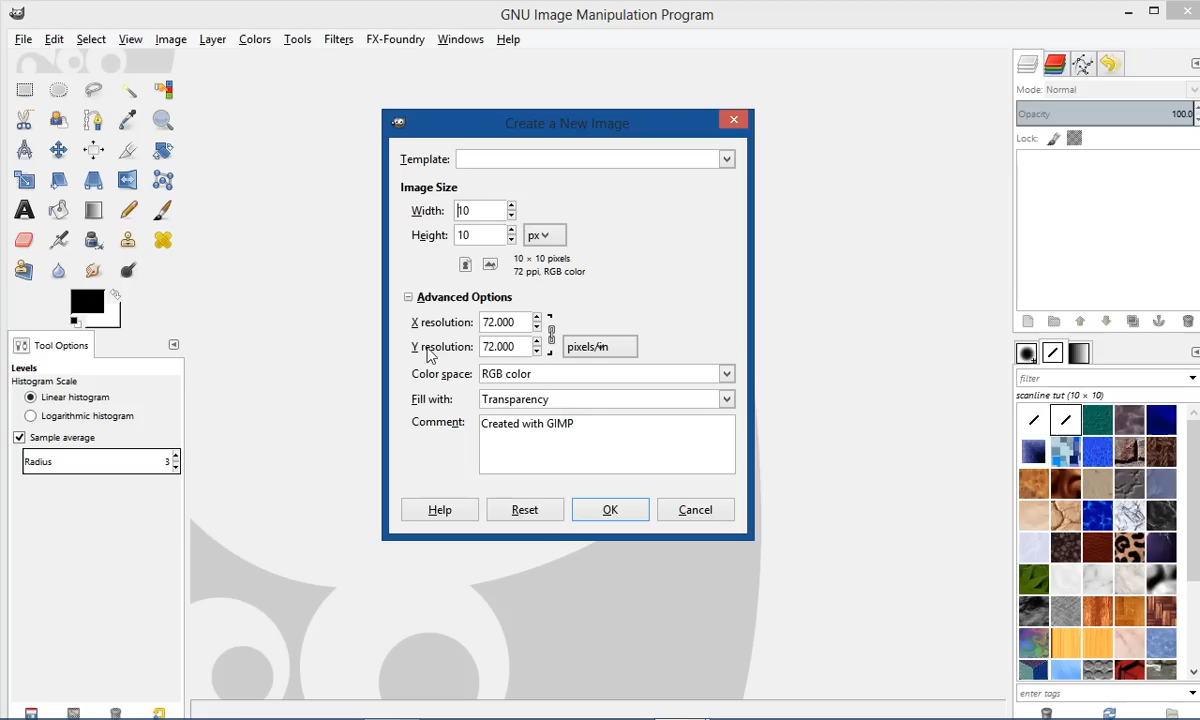 GNU Image Manipulation Program
File Edit Select View Image Layer Colors Tools Filters FX-Foundry Windows Help
Mode: Normal
Opacity 100.0
Lock:
Create a New Image
Template:
Image Size
Width: 10
Height: 10 px
10 × 10 pixels
72 ppi, RGB color
Advanced Options
X resolution: 72.000
Y resolution: 72.000 pixels/in
Color space: RGB color
Fill with: Transparency
Comment: Created with GIMP
Help Reset OK Cancel
Tool Options
Levels
Histogram Scale
Linear histogram
Logarithmic histogram
Sample average
Radius 3
filter
scanline tut (10 × 10)
enter tags